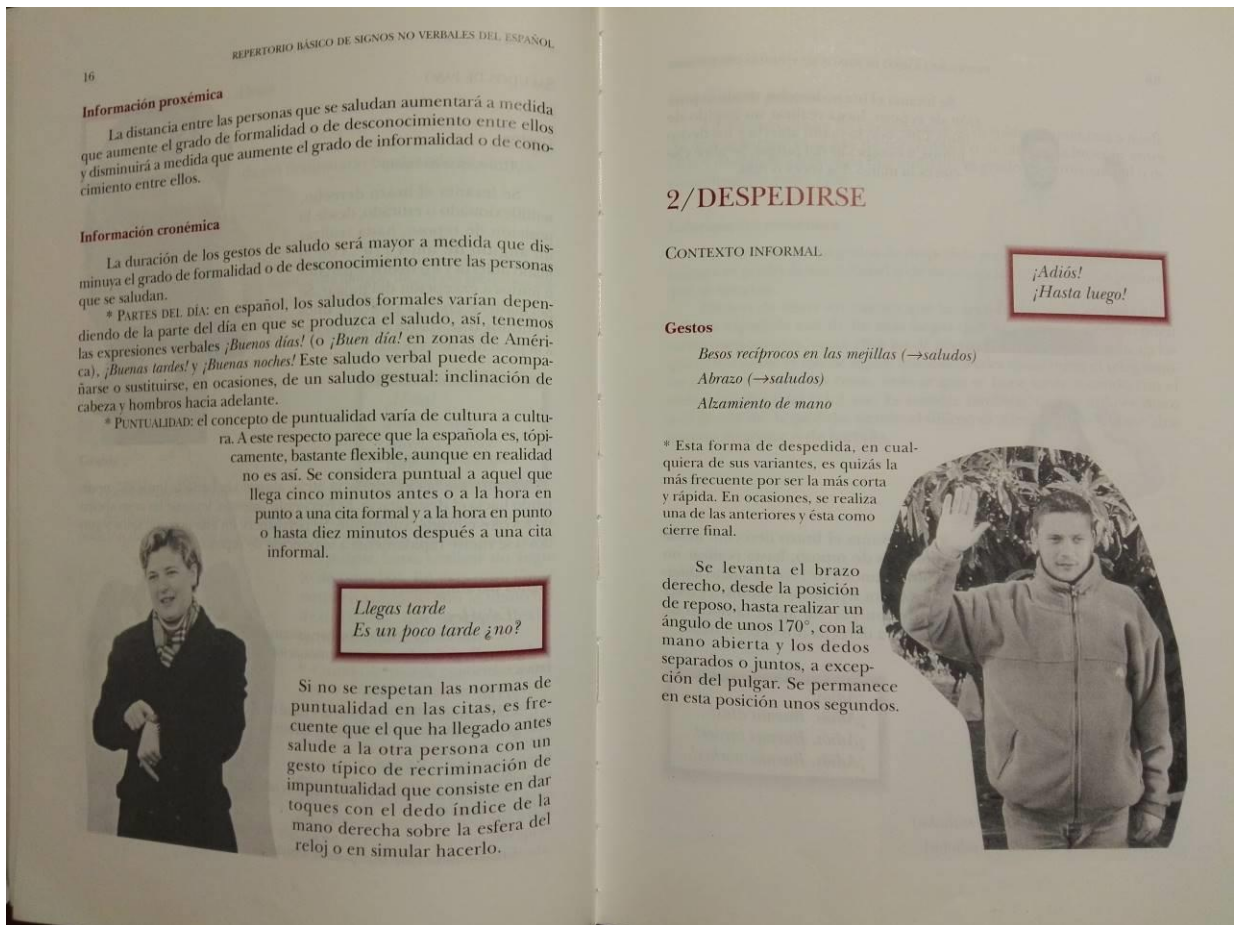 REPERTORIO BÁSICO DE SIGNOS NO VERBALES DEL ESPAÑOL
16
Información proxémica
La distancia entre las personas que se saludan aumentará a medida
que aumente el grado de formalidad o de desconocimiento entre ellos
y disminuirá a medida que aumente el grado de informalidad o de cono-
cimiento entre ellos.
Información cronémica
La duración de los gestos de saludo será mayor a medida que dis-
minuya el grado de formalidad o de desconocimiento entre las personas
que se saludan.
* PARTES DEL DÍA: en español, los saludos formales varían depen-
diendo de la parte del día en que se produzca el saludo, así, tenemos
las expresiones verbales ¡Buenos días! (o ¡Buen día! en zonas de Améri-
ca), ¡Buenas tardes! y ¡Buenas noches! Este saludo verbal puede acompa-
ñarse o sustituirse, en ocasiones, de un saludo gestual: inclinación de
cabeza y hombros hacia adelante.
* PUNTUALIDAD: el concepto de puntualidad varía de cultura a cultu-
ra. A este respecto parece que la española es, tópi-
camente, bastante flexible, aunque en realidad
no es así. Se considera puntual a aquel que
llega cinco minutos antes o a la hora en
punto a una cita formal y a la hora en punto
o hasta diez minutos después a una cita
informal.
Llegas tarde
Es un poco tarde ¿no?
Si no se respetan las normas de
puntualidad en las citas, es fre-
cuente que el que ha llegado antes
salude a la otra persona con un
gesto típico de recriminación de
impuntualidad que consiste en dar
toques con el dedo índice de la
mano derecha sobre la esfera del
reloj o en simular hacerlo.
2/DESPEDIRSE
CONTEXTO INFORMAL
¡Adiós!
¡Hasta luego!
Gestos
Besos recíprocos en las mejillas (→saludos)
Abrazo (→saludos)
Alzamiento de mano
* Esta forma de despedida, en cual-
quiera de sus variantes, es quizás la
más frecuente por ser la más corta
y rápida. En ocasiones, se realiza
una de las anteriores y ésta como
cierre final.
Se levanta el brazo
derecho, desde la posición
de reposo, hasta realizar un
ángulo de unos 170°, con la
mano abierta y los dedos
separados o juntos, a excep-
ción del pulgar. Se permanece
en esta posición unos segundos.